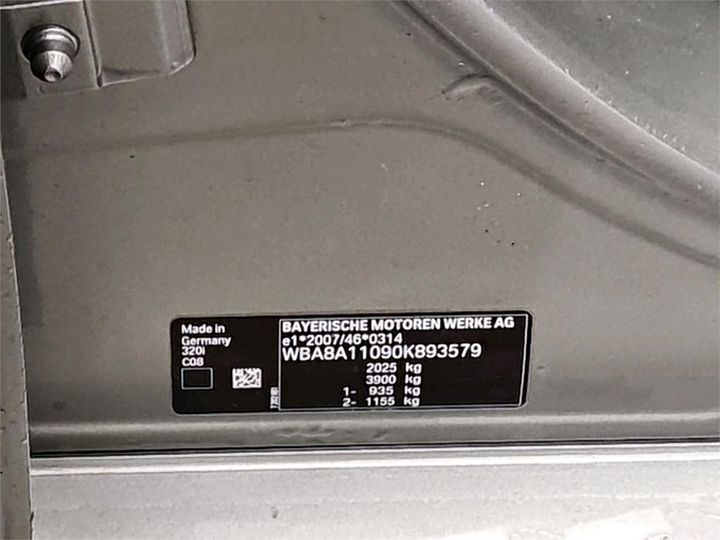 Made in
Germany
320i
C08
BAYERISCHE MOTOREN WERKE AG
e1*2007/46*0314
WBA8A11090K893579
2025 kg
3900 kg
1- 935 kg
2- 1155 kg